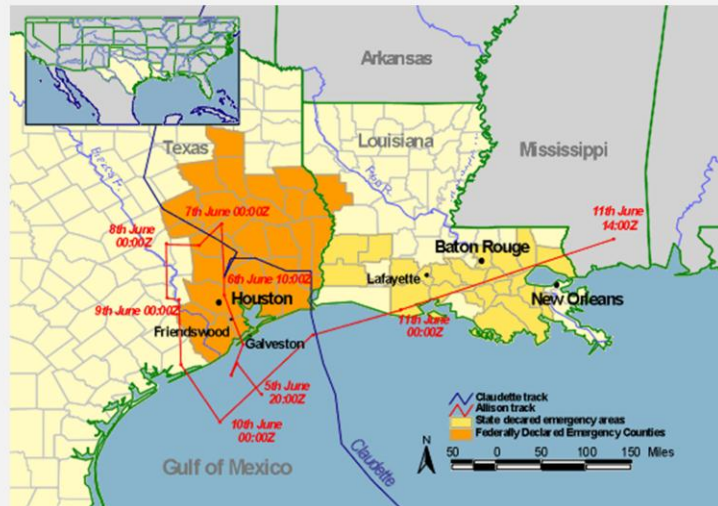 Arkansas
Texas
Louisiana
Mississippi
Brazos R.
Red R.
7th June 00:00Z
8th June
00:00Z
11th June
14:00Z
Baton Rouge
6th June 10:00Z
Lafayette
9th June 00:00Z
Houston
New Orleans
11th June
00:00Z
Friendswood
Galveston
5th June
20:00Z
10th June
00:00Z
Claudette track
Allison track
State decared emergency areas
Federally Declared Emergency Counties
Gulf of Mexico
Claudette
N
50 0 50 100 150 Miles